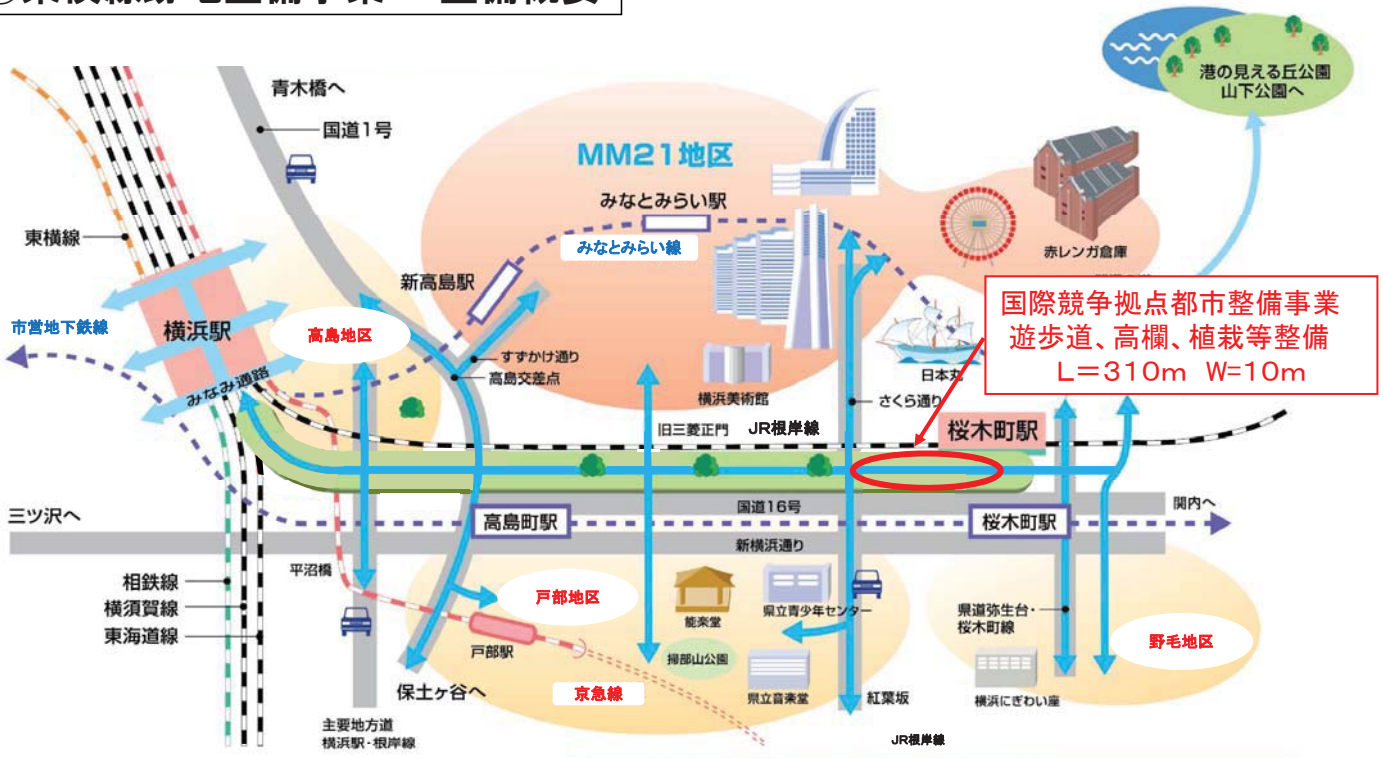 東横線跡地整備事業
整備概要
青木橋へ
国道1号
MM21地区
みなとみらい駅
みなとみらい線
港の見える丘公園
山下公園へ
赤レンガ倉庫
東横線
新高島駅
市営地下鉄線
横浜駅
高島地区
すずかけ通り
高島交差点
みなみ通路
横浜美術館
日本丸
さくら通り
国際競争拠点都市整備事業
遊歩道、高欄、植栽等整備
L=310m W=10m
旧三菱正門
JR根岸線
桜木町駅
国道16号
関内へ
三ツ沢へ
高島町駅
桜木町駅
新横浜通り
平沼橋
相鉄線
横須賀線
東海道線
戸部地区
戸部駅
能楽堂
県立青少年センター
掃部山公園
県立音楽堂
紅葉坂
県道弥生台・
桜木町線
野毛地区
横浜にぎわい座
保土ヶ谷へ
京急線
主要地方道
横浜駅・根岸線
JR根岸線